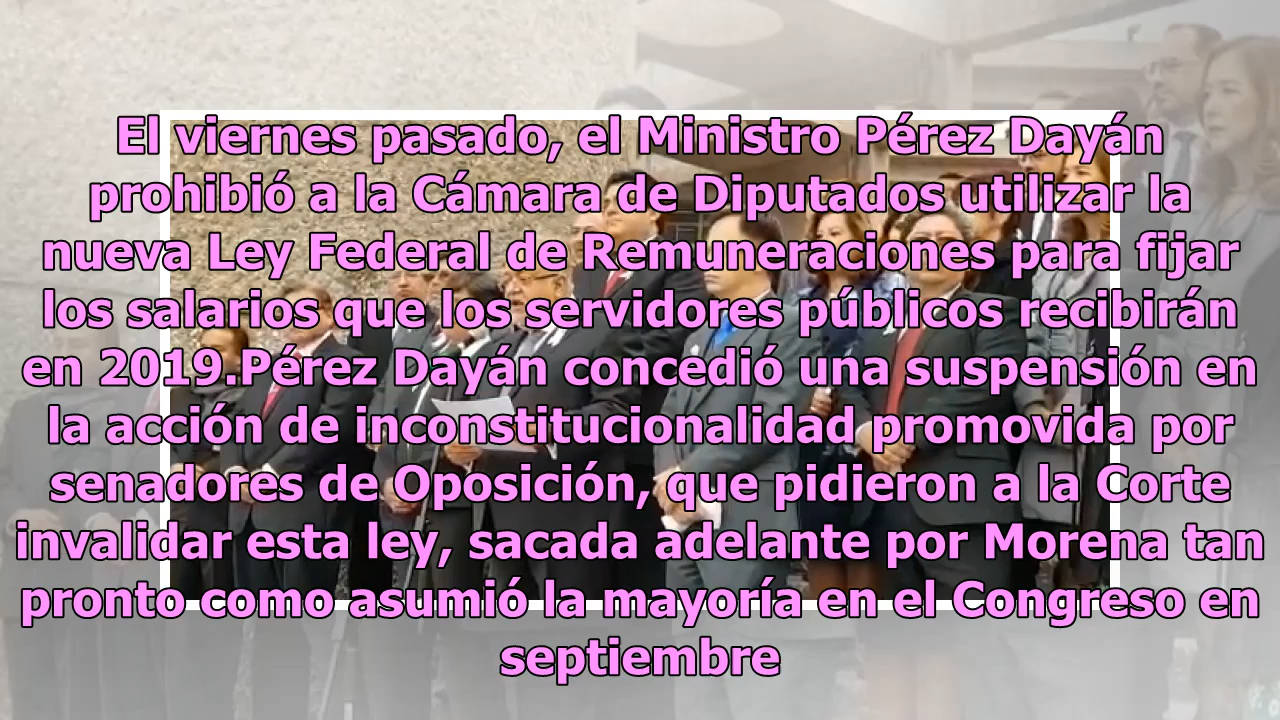 El viernes pasado, el Ministro Pérez Dayán
prohibió a la Cámara de Diputados utilizar la
nueva Ley Federal de Remuneraciones para fijar
los salarios que los servidores públicos recibirán
en 2019.Pérez Dayán concedió una suspensión en
la acción de inconstitucionalidad promovida por
senadores de Oposición, que pidieron a la Corte
invalidar esta ley, sacada adelante por Morena tan
pronto como asumió la mayoría en el Congreso en
septiembre